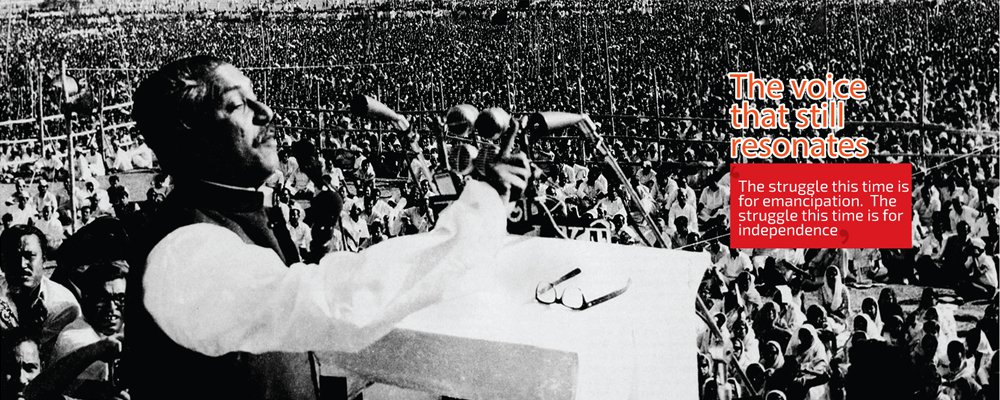 The voice
that still
resonates
The struggle this time is
for emancipation. The
struggle this time is for
independence